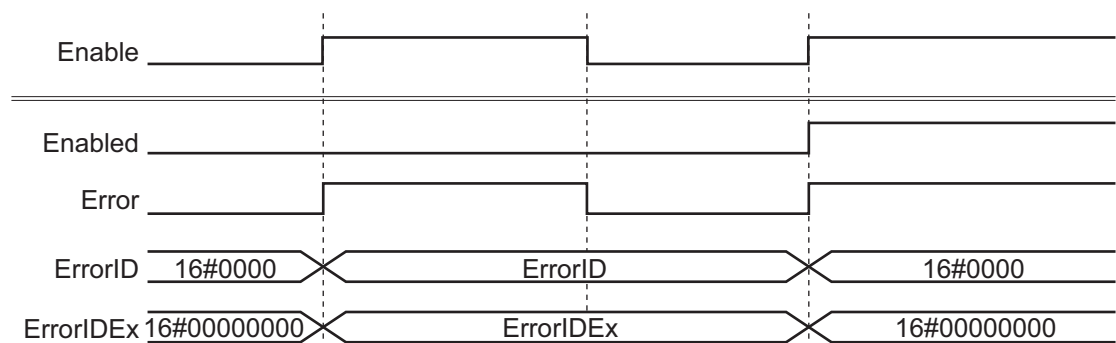 Enable
Enabled
Error
ErrorID 16#0000 ErrorID 16#0000
ErrorIDEx 16#00000000 ErrorIDEx 16#00000000